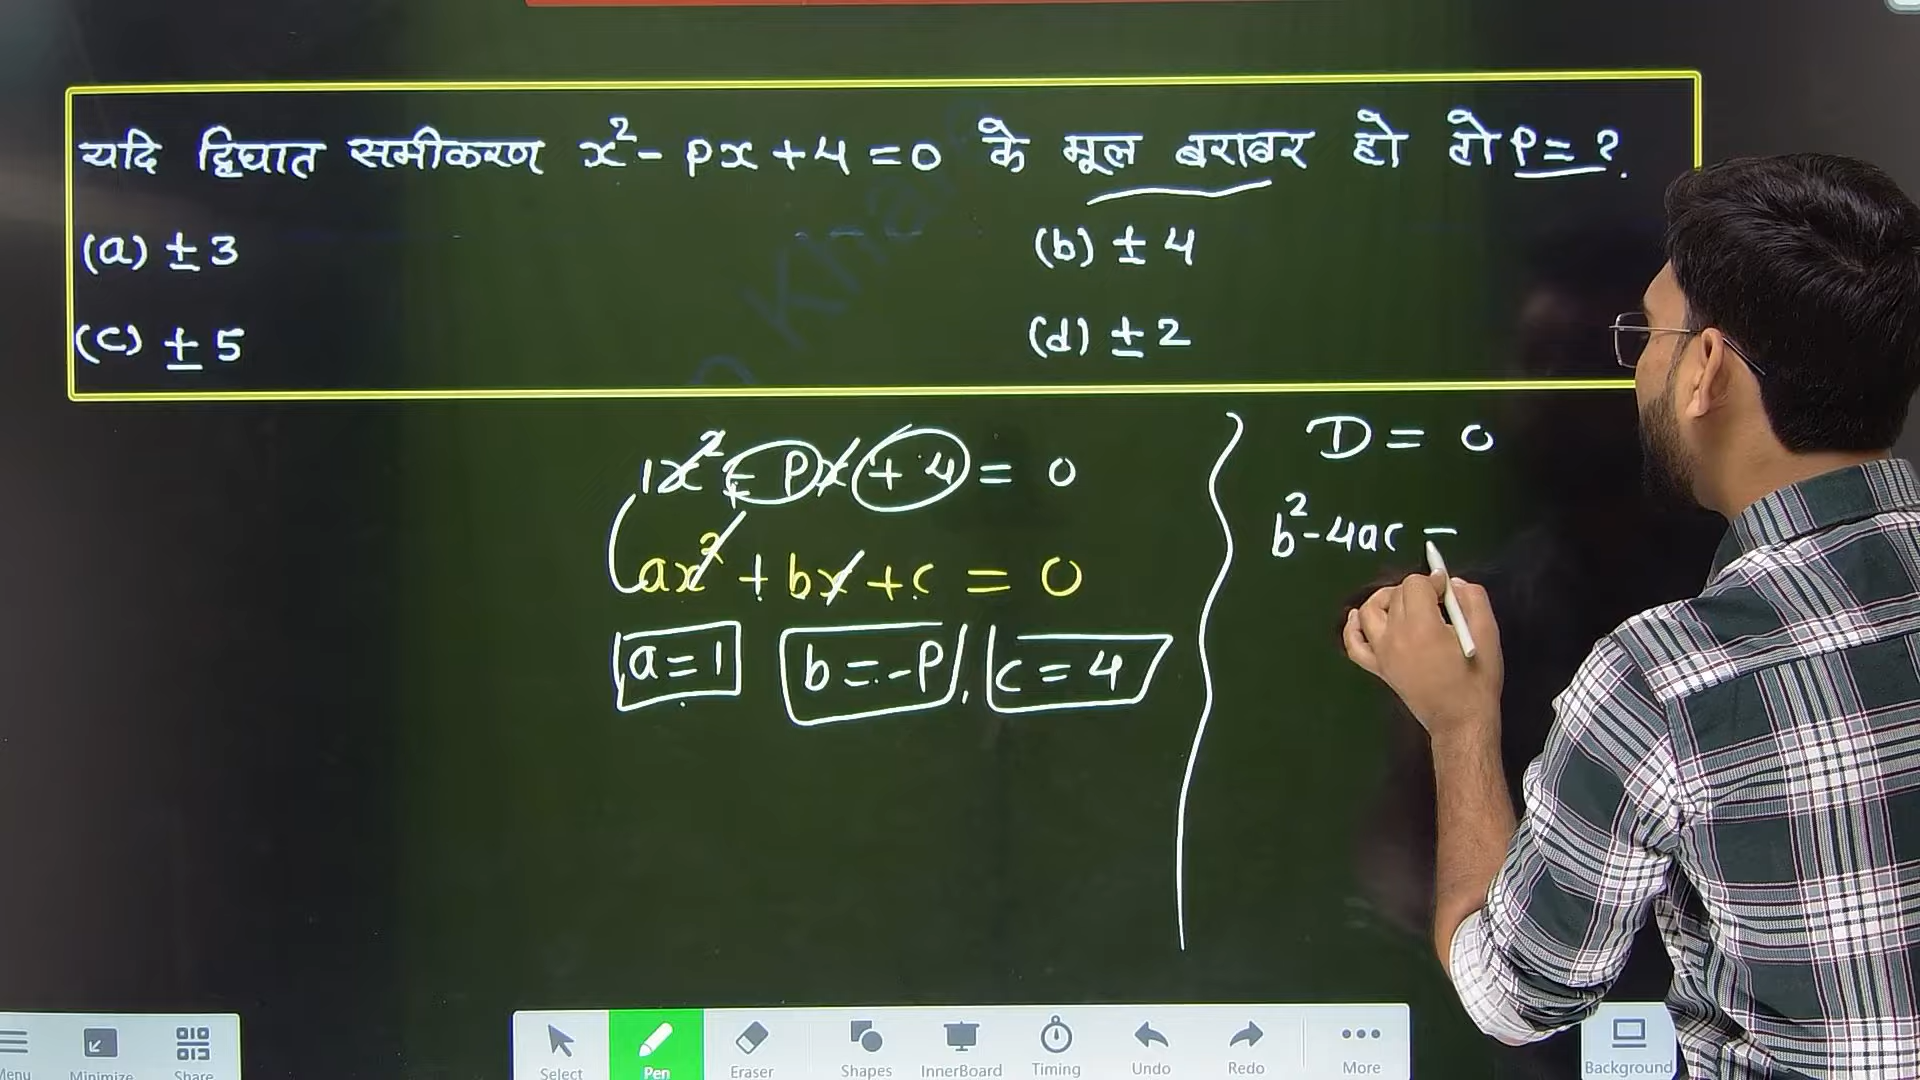 यदि द्विघात समीकरण x² - px + 4 = 0 के मूल बराबर हो तो P = ?
(a) ± 3
(b) ± 4
(c) ± 5
(d) ± 2
1x² - px + 4 = 0
ax² + bx + c = 0
a = 1 b = -P, c = 4
D = 0
b² - 4ac =
Menu Minimize Share Select Pen Eraser Shapes InnerBoard Timing Undo Redo More Background